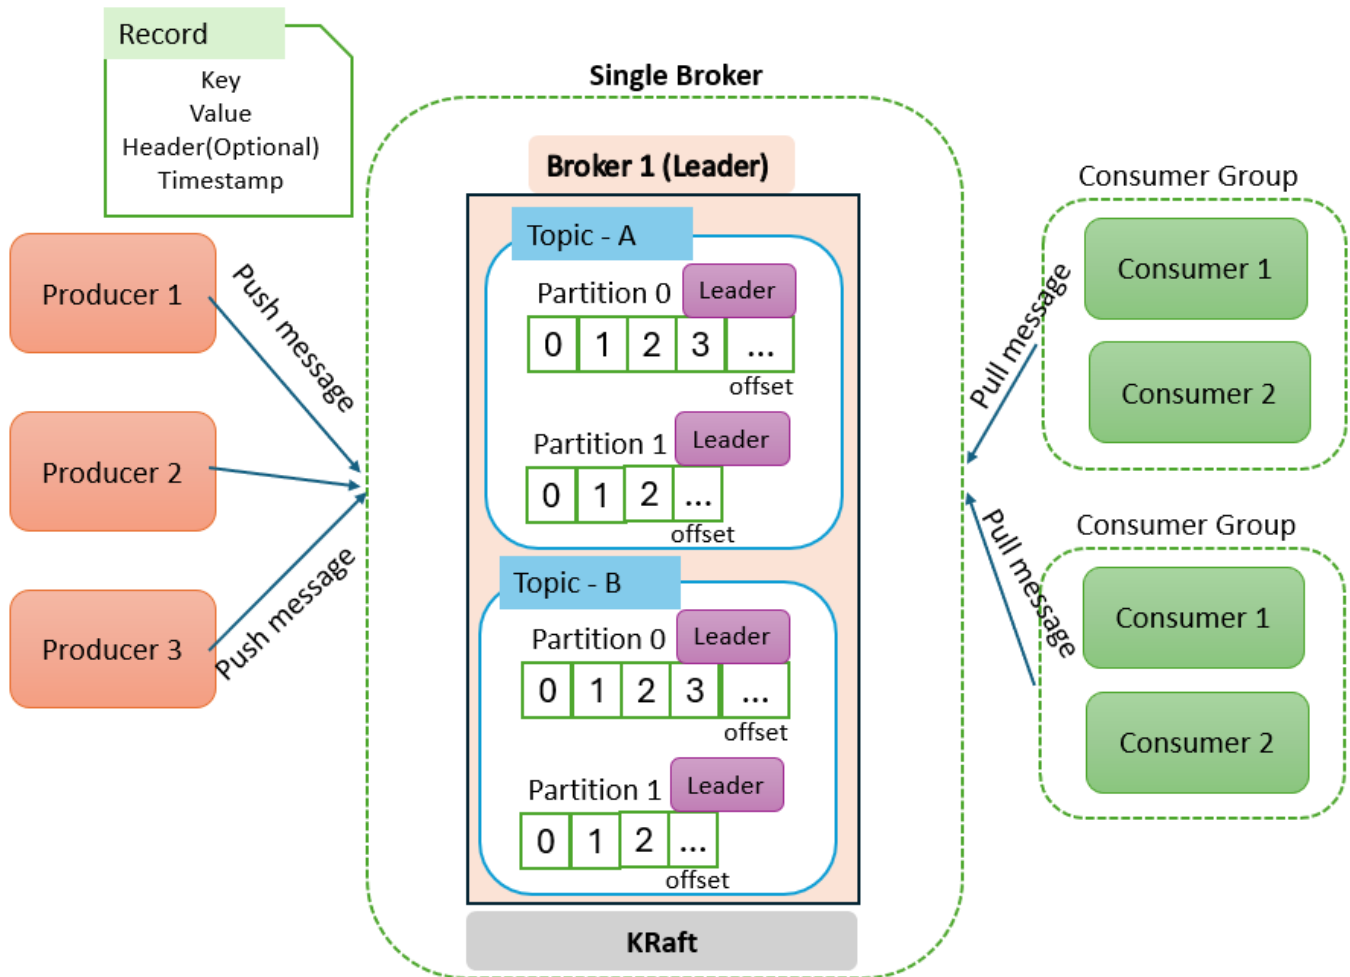 Record
Key
Value
Header(Optional)
Timestamp
Single Broker
Broker 1 (Leader)
Producer 1
Producer 2
Producer 3
Push message
Push message
Topic - A
Partition 0
Leader
0 1 2 3 ...
offset
Partition 1
Leader
0 1 2 ...
offset
Topic - B
Partition 0
Leader
0 1 2 3 ...
offset
Partition 1
Leader
0 1 2 ...
offset
KRaft
Pull message
Pull message
Consumer Group
Consumer 1
Consumer 2
Consumer Group
Consumer 1
Consumer 2